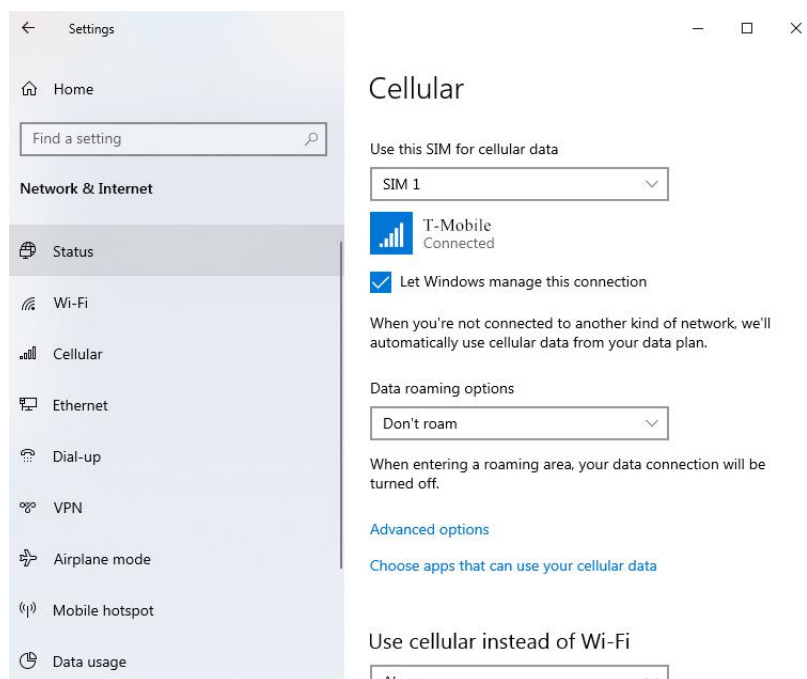 Settings
Home
Find a setting
Network & Internet
Status
Wi-Fi
Cellular
Ethernet
Dial-up
VPN
Airplane mode
Mobile hotspot
Data usage
Cellular
Use this SIM for cellular data
SIM 1
T-Mobile
Connected
Let Windows manage this connection
When you're not connected to another kind of network, we'll
automatically use cellular data from your data plan.
Data roaming options
Don't roam
When entering a roaming area, your data connection will be
turned off.
Advanced options
Choose apps that can use your cellular data
Use cellular instead of Wi-Fi